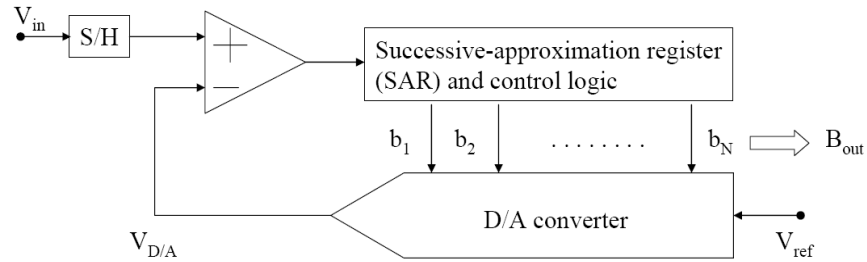 V_in
S/H
+
−
Successive-approximation register
(SAR) and control logic
b_1
b_2
. . . . . . . .
b_N
B_out
D/A converter
V_D/A
V_ref